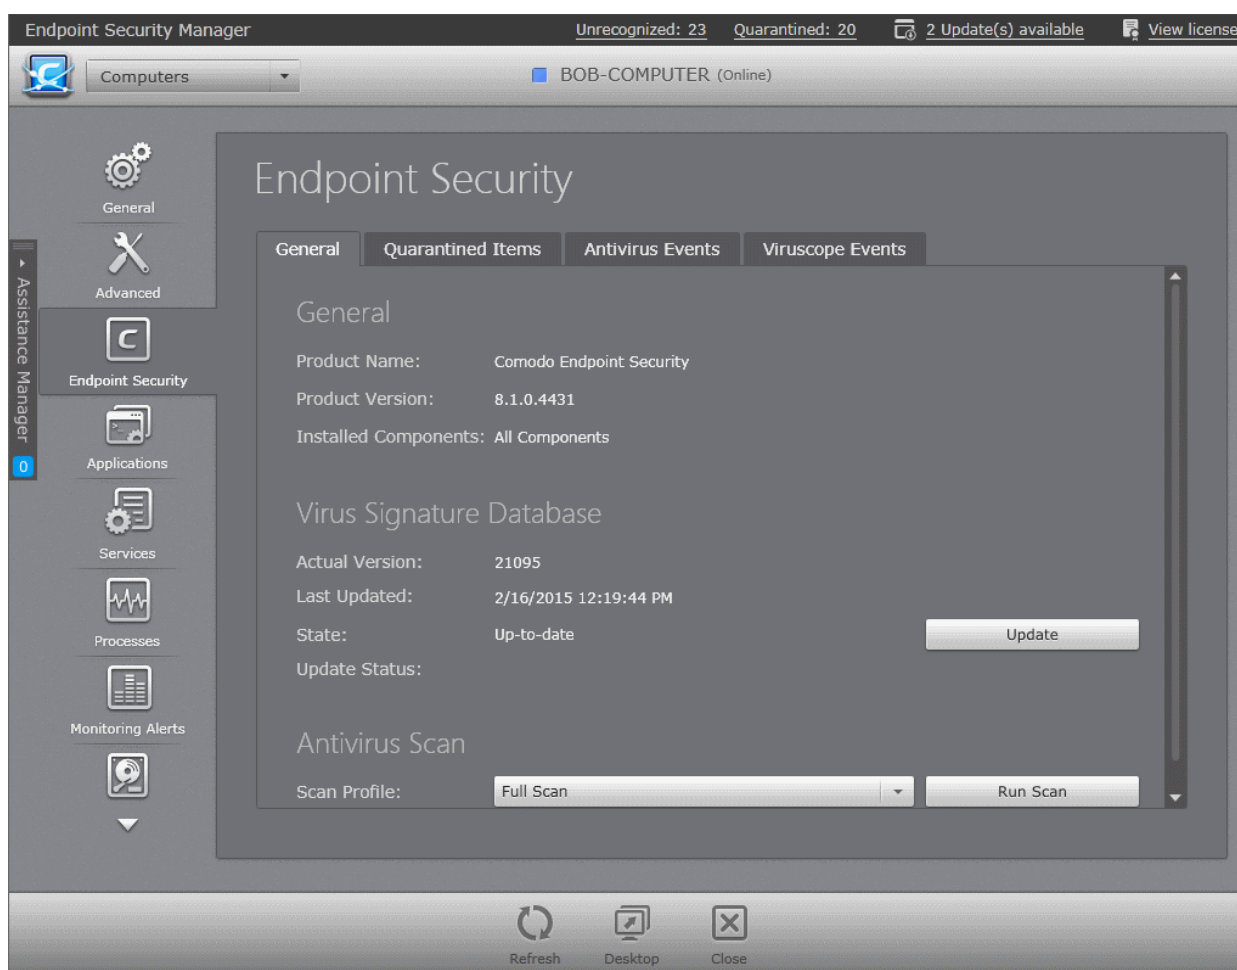 Endpoint Security Manager Unrecognized: 23 Quarantined: 20 2 Update(s) available View license
Computers BOB-COMPUTER (Online)
General
Advanced
Endpoint Security
Applications
Services
Processes
Monitoring Alerts
Assistance Manager
0
Endpoint Security
General Quarantined Items Antivirus Events Viruscope Events
General
Product Name: Comodo Endpoint Security
Product Version: 8.1.0.4431
Installed Components: All Components
Virus Signature Database
Actual Version: 21095
Last Updated: 2/16/2015 12:19:44 PM
State: Up-to-date Update
Update Status:
Antivirus Scan
Scan Profile: Full Scan Run Scan
Refresh Desktop Close